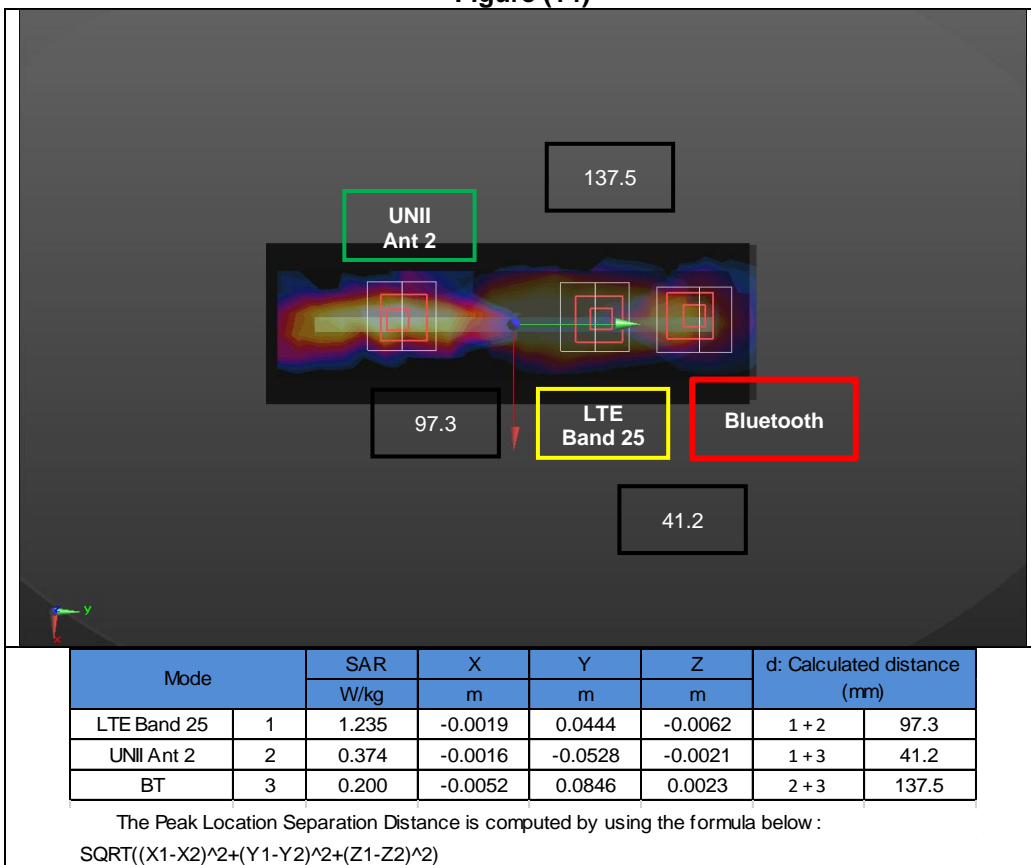 137.5
UNII
Ant 2
97.3
LTE
Band 25
Bluetooth
41.2
y
x
Mode SAR X Y Z d: Calculated distance
W/kg m m m (mm)
LTE Band 25 1 1.235 -0.0019 0.0444 -0.0062 1 + 2 97.3
UNII Ant 2 2 0.374 -0.0016 -0.0528 -0.0021 1 + 3 41.2
BT 3 0.200 -0.0052 0.0846 0.0023 2 + 3 137.5
The Peak Location Separation Distance is computed by using the formula below :
SQRT((X1-X2)^2+(Y1-Y2)^2+(Z1-Z2)^2)